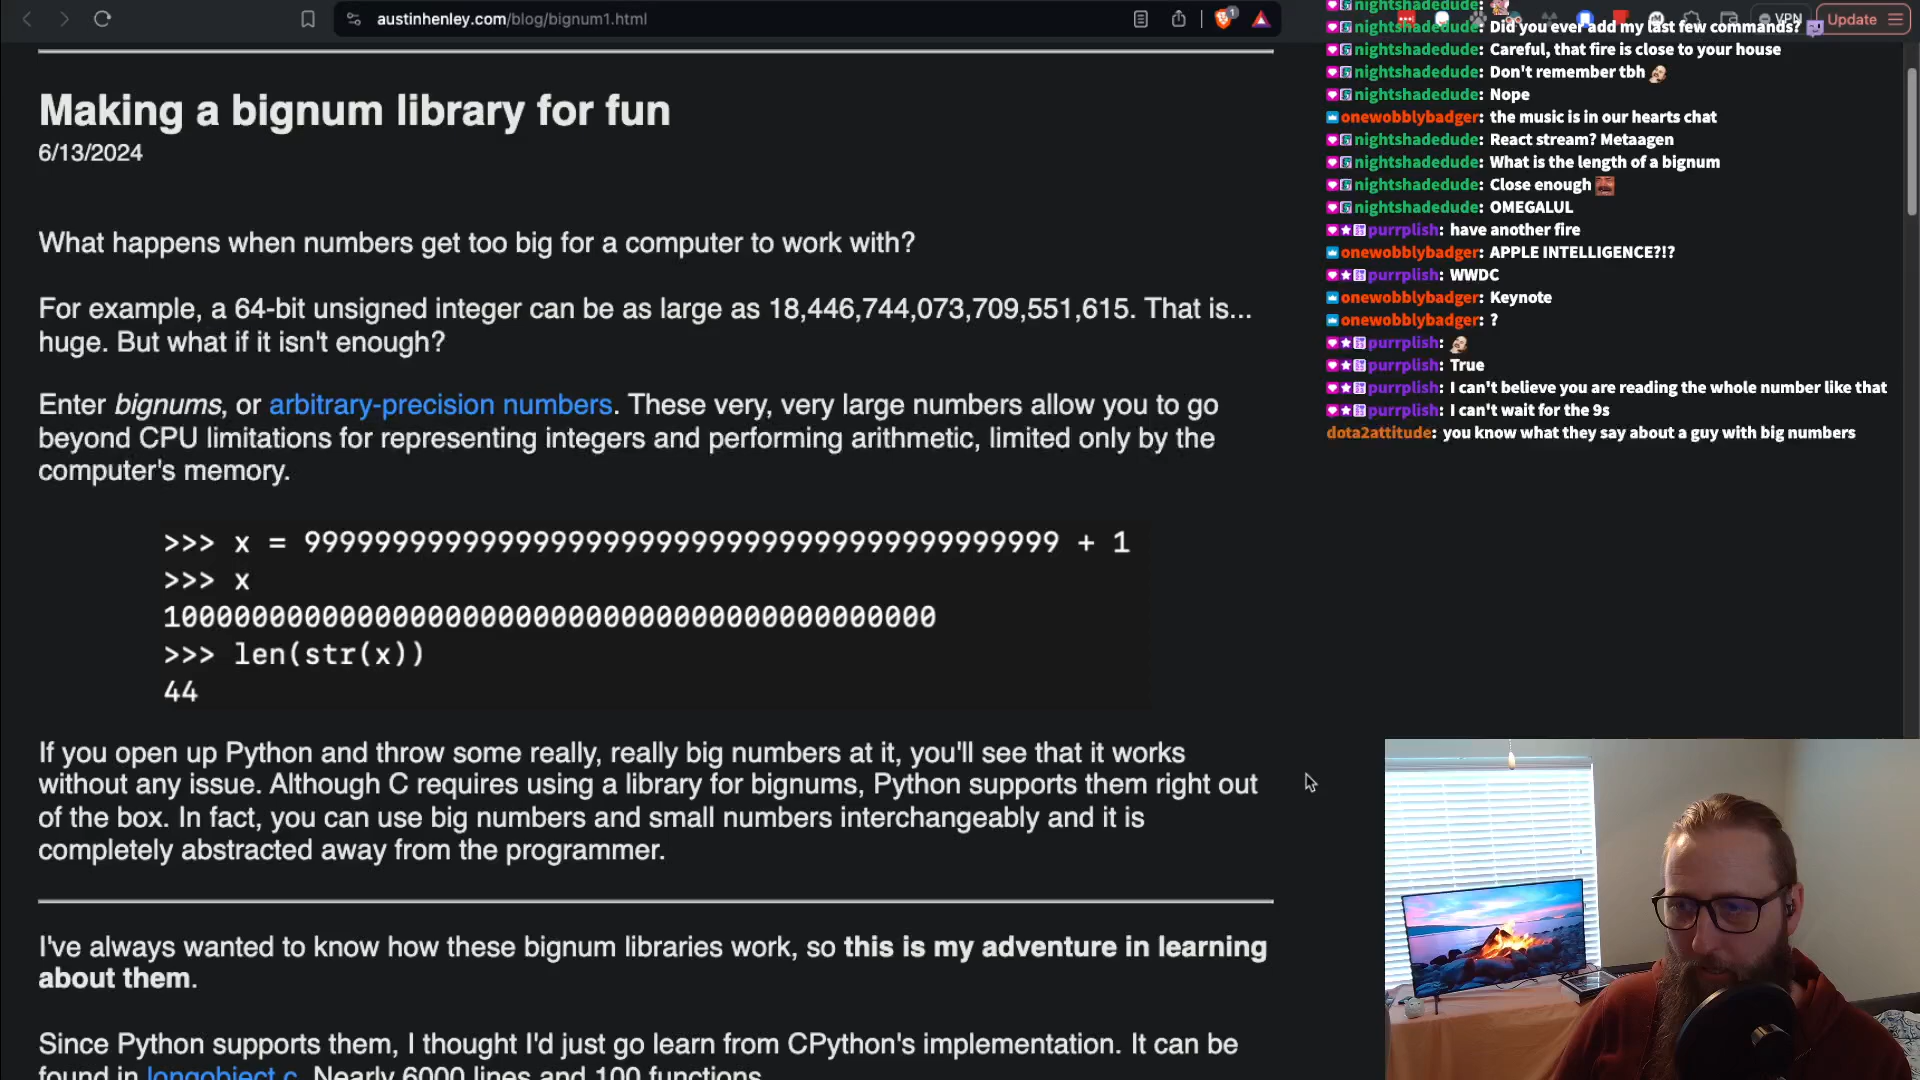 austinhenley.com/blog/bignum1.html
1
VPN
Update
Making a bignum library for fun
6/13/2024
What happens when numbers get too big for a computer to work with?
For example, a 64-bit unsigned integer can be as large as 18,446,744,073,709,551,615. That is...
huge. But what if it isn't enough?
Enter bignums, or arbitrary-precision numbers. These very, very large numbers allow you to go
beyond CPU limitations for representing integers and performing arithmetic, limited only by the
computer's memory.
>>> x = 9999999999999999999999999999999999999999999 + 1
>>> x
10000000000000000000000000000000000000000000
>>> len(str(x))
44
If you open up Python and throw some really, really big numbers at it, you'll see that it works
without any issue. Although C requires using a library for bignums, Python supports them right out
of the box. In fact, you can use big numbers and small numbers interchangeably and it is
completely abstracted away from the programmer.
I've always wanted to know how these bignum libraries work, so this is my adventure in learning
about them.
Since Python supports them, I thought I'd just go learn from CPython's implementation. It can be
found in longobject.c. Nearly 6000 lines and 100 functions.
nightshadedude:
nightshadedude: Did you ever add my last few commands?
nightshadedude: Careful, that fire is close to your house
nightshadedude: Don't remember tbh
nightshadedude: Nope
onewobblybadger: the music is in our hearts chat
nightshadedude: React stream? Metaagen
nightshadedude: What is the length of a bignum
nightshadedude: Close enough
nightshadedude: OMEGALUL
purrplish: have another fire
onewobblybadger: APPLE INTELLIGENCE?!?
purrplish: WWDC
onewobblybadger: Keynote
onewobblybadger: ?
purrplish:
purrplish: True
purrplish: I can't believe you are reading the whole number like that
purrplish: I can't wait for the 9s
dota2attitude: you know what they say about a guy with big numbers